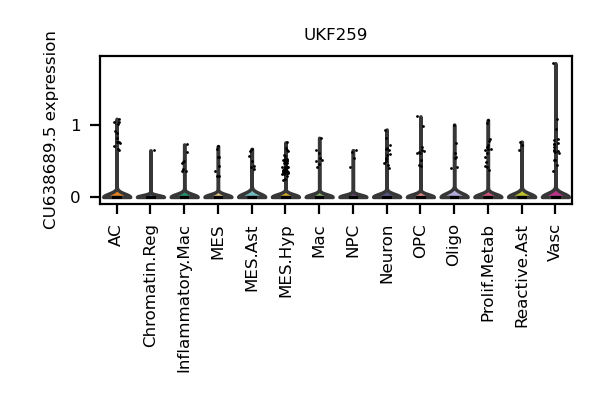 UKF259
CU638689.5 expression
1
0
AC
Chromatin.Reg
Inflammatory.Mac
MES
MES.Ast
MES.Hyp
Mac
NPC
Neuron
OPC
Oligo
Prolif.Metab
Reactive.Ast
Vasc